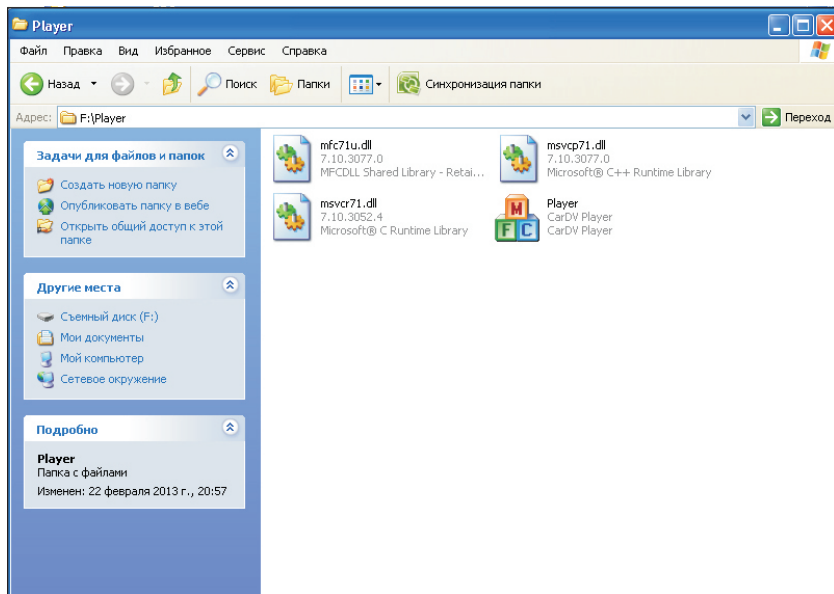 Player
Файл Правка Вид Избранное Сервис Справка
Назад Поиск Папки Синхронизация папки
Адрес: F:\Player Переход
Задачи для файлов и папок
Создать новую папку
Опубликовать папку в вебе
Открыть общий доступ к этой
папке
Другие места
Съемный диск (F:)
Мои документы
Мой компьютер
Сетевое окружение
Подробно
Player
Папка с файлами
Изменен: 22 февраля 2013 г., 20:57
mfc71u.dll
7.10.3077.0
MFCDLL Shared Library - Retai...
msvcp71.dll
7.10.3077.0
Microsoft® C++ Runtime Library
msvcr71.dll
7.10.3052.4
Microsoft® C Runtime Library
M
F C
Player
CarDV Player
CarDV Player